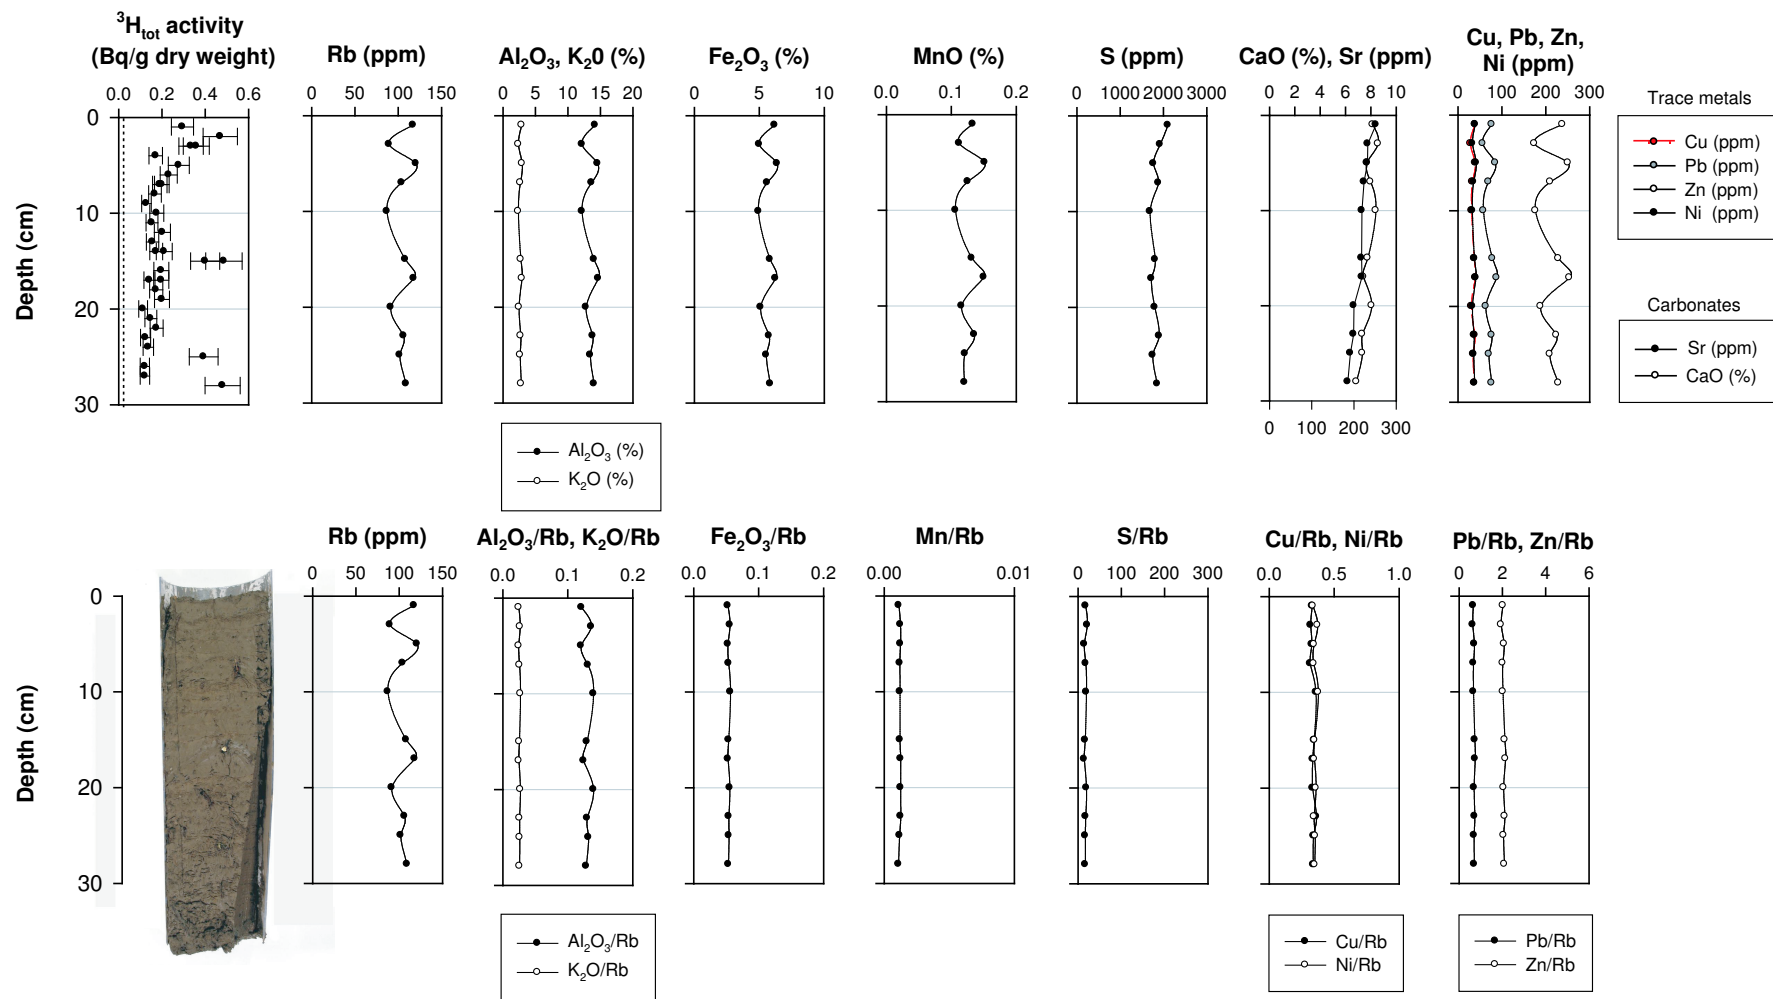 ³Hₜₒₜ activity
(Bq/g dry weight)
0.0 0.2 0.4 0.6
Rb (ppm)
0 50 100 150
Al₂O₃, K₂0 (%)
0 5 10 15 20
Fe₂O₃ (%)
0 5 10
MnO (%)
0.0 0.1 0.2
S (ppm)
0 1000 2000 3000
CaO (%), Sr (ppm)
0 2 4 6 8 10
Cu, Pb, Zn,
Ni (ppm)
0 100 200 300
Depth (cm)
0
10
20
30
0 100 200 300
Trace metals
Cu (ppm)
Pb (ppm)
Zn (ppm)
Ni (ppm)
Carbonates
Sr (ppm)
CaO (%)
Al₂O₃ (%)
K₂O (%)
Rb (ppm)
0 50 100 150
Al₂O₃/Rb, K₂O/Rb
0.0 0.1 0.2
Fe₂O₃/Rb
0.0 0.1 0.2
Mn/Rb
0.00 0.01
S/Rb
0 100 200 300
Cu/Rb, Ni/Rb
0.0 0.5 1.0
Pb/Rb, Zn/Rb
0 2 4 6
Depth (cm)
0
10
20
30
Al₂O₃/Rb
K₂O/Rb
Cu/Rb
Ni/Rb
Pb/Rb
Zn/Rb